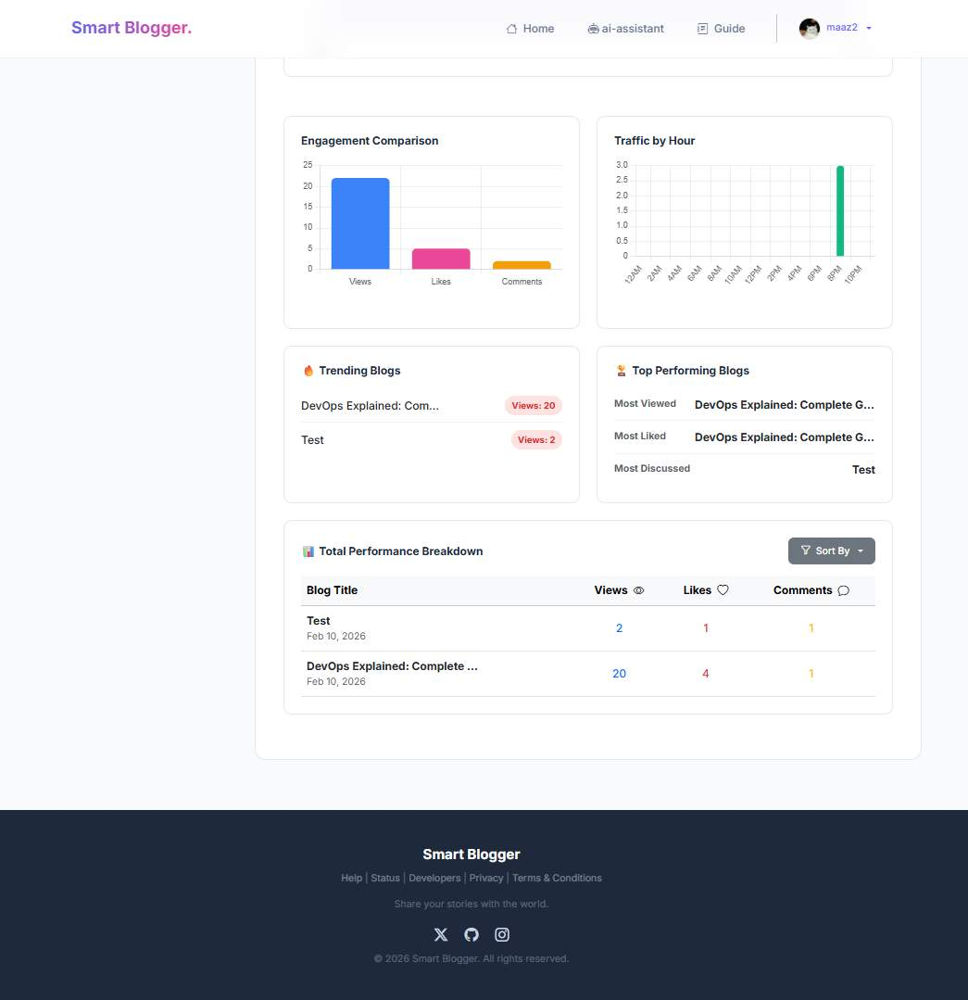 Smart Blogger.
Home
ai-assistant
Guide
maaz2
Engagement Comparison
25
20
15
10
5
0
Views
Likes
Comments
Traffic by Hour
3.0
2.5
2.0
1.5
1.0
0.5
0
12AM
2AM
4AM
6AM
8AM
10AM
12PM
2PM
4PM
6PM
8PM
10PM
Trending Blogs
DevOps Explained: Com...
Views: 20
Test
Views: 2
Top Performing Blogs
Most Viewed
DevOps Explained: Complete G...
Most Liked
DevOps Explained: Complete G...
Most Discussed
Test
Total Performance Breakdown
Sort By
Blog Title Views Likes Comments
Test
Feb 10, 2026
2 1 1
DevOps Explained: Complete ...
Feb 10, 2026
20 4 1
Smart Blogger
Help | Status | Developers | Privacy | Terms & Conditions
Share your stories with the world.
© 2026 Smart Blogger. All rights reserved.